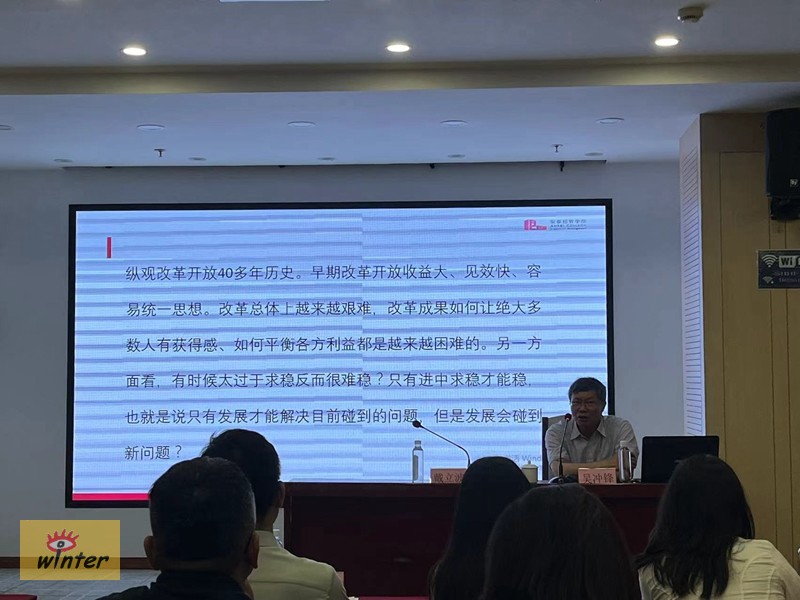 纵观改革开放40多年历史。早期改革开放收益大、见效快、容
易统一思想。改革总体上越来越艰难，改革成果如何让绝大多
数人有获得感、如何平衡各方利益都是越来越困难的。另一方
面看，有时候太过于求稳反而很难稳？只有进中求稳才能稳，
也就是说只有发展才能解决目前碰到的问题，但是发展会碰到
新问题？
吴冲锋
winter